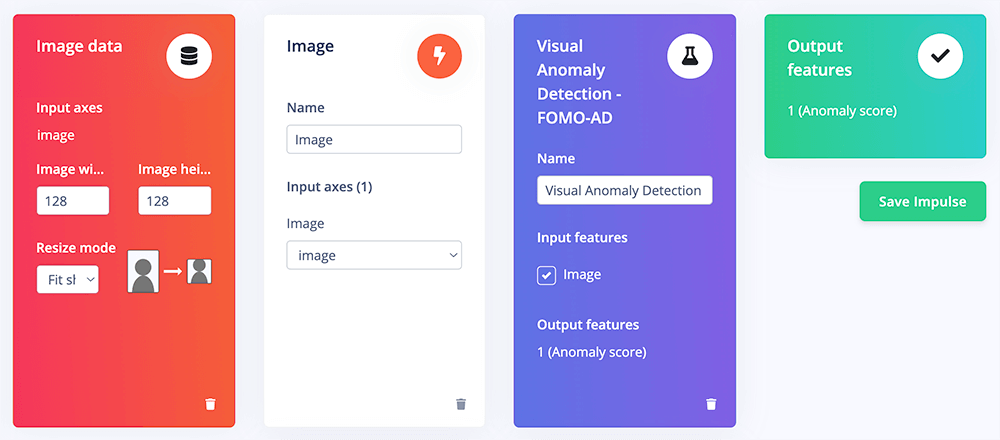 Image data
Input axes
image
Image wi...
Image hei...
128
128
Resize mode
Fit sh
Image
Name
Image
Input axes (1)
Image
image
Visual
Anomaly
Detection -
FOMO-AD
Name
Visual Anomaly Detection
Input features
Image
Output features
1 (Anomaly score)
Output
features
1 (Anomaly score)
Save Impulse